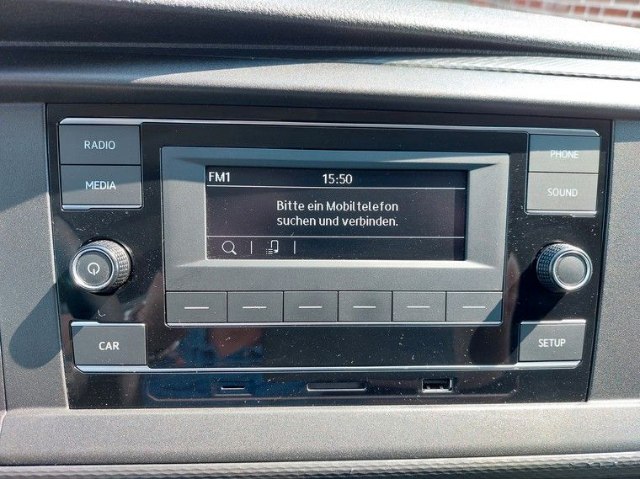 RADIO
MEDIA
FM1 15:50
Bitte ein Mobiltelefon
suchen und verbinden.
PHONE
SOUND
CAR
SETUP